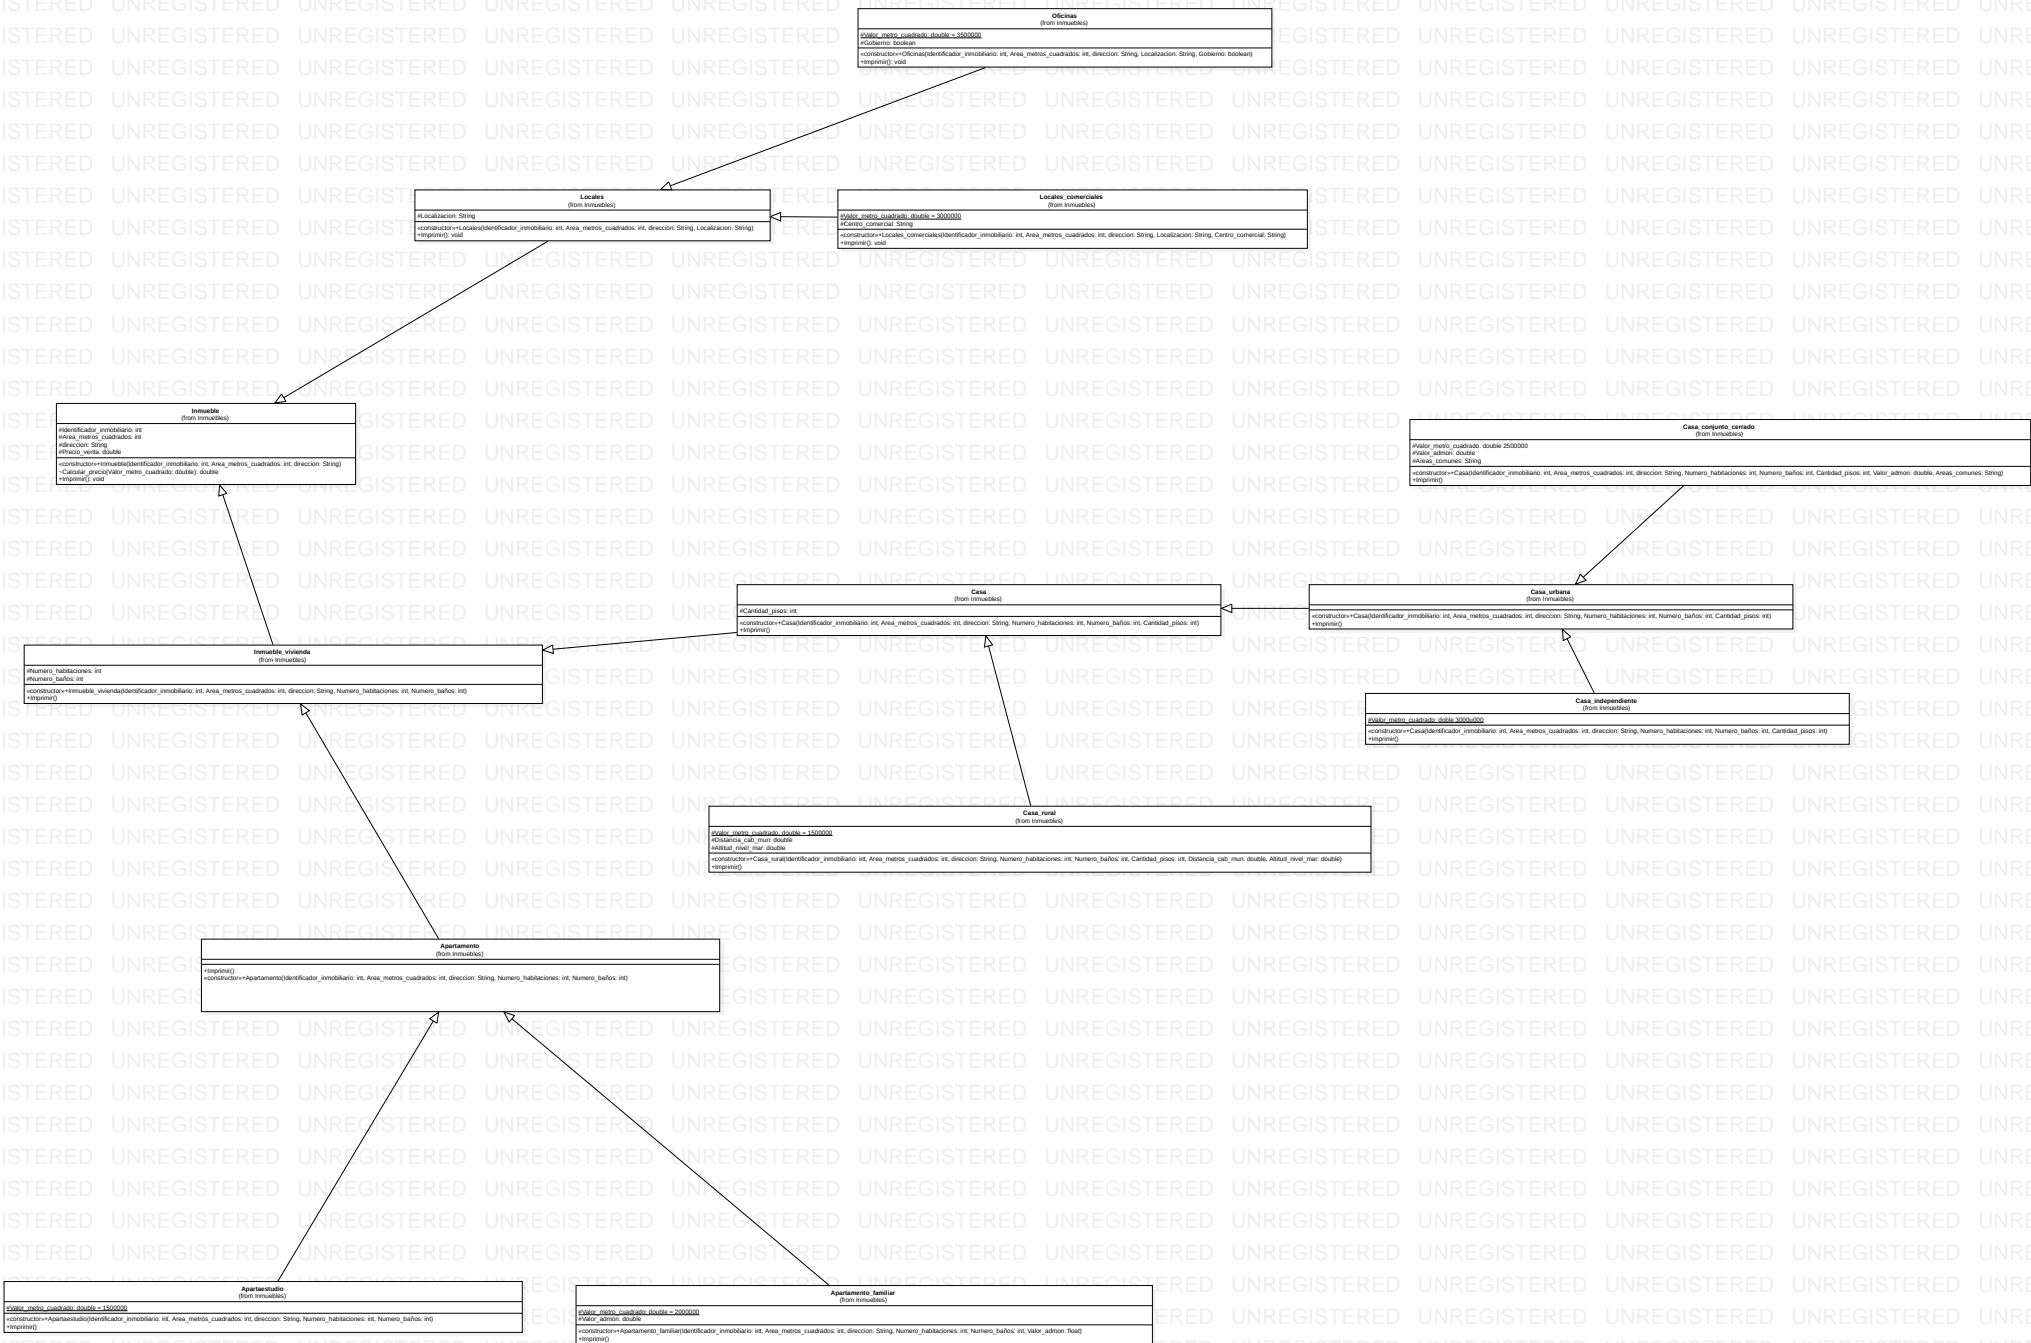 Oficinas
(from Inmuebles)
#Valor_metro_cuadrado: double = 3500000
#Gobierno: boolean
«constructor»+Oficinas(Identificador_inmobiliario: int, Area_metros_cuadrados: int, direccion: String, Localizacion: String, Gobierno: boolean)
+Imprimir(): void
Locales
(from Inmuebles)
#Localizacion: String
«constructor»+Locales(Identificador_inmobiliario: int, Area_metros_cuadrados: int, direccion: String, Localizacion: String)
+Imprimir(): void
Locales_comerciales
(from Inmuebles)
#Valor_metro_cuadrado: double = 3000000
#Centro_comercial: String
«constructor»+Locales_comerciales(Identificador_inmobiliario: int, Area_metros_cuadrados: int, direccion: String, Localizacion: String, Centro_comercial: String)
+Imprimir(): void
Inmueble
(from Inmuebles)
#Identificador_inmobiliario: int
#Area_metros_cuadrados: int
#direccion: String
#Precio_venta: double
«constructor»+Inmueble(Identificador_inmobiliario: int, Area_metros_cuadrados: int, direccion: String)
~Calcular_precio(Valor_metro_cuadrado: double): double
+Imprimir(): void
Casa_conjunto_cerrado
(from Inmuebles)
#Valor_metro_cuadrado: double 2500000
#Valor_admon: double
#Areas_comunes: String
«constructor»+Casa(Identificador_inmobiliario: int, Area_metros_cuadrados: int, direccion: String, Numero_habitaciones: int, Numero_baños: int, Cantidad_pisos: int, Valor_admon: double, Areas_comunes: String)
+Imprimir()
Casa
(from Inmuebles)
#Cantidad_pisos: int
«constructor»+Casa(Identificador_inmobiliario: int, Area_metros_cuadrados: int, direccion: String, Numero_habitaciones: int, Numero_baños: int, Cantidad_pisos: int)
+Imprimir()
Casa_urbana
(from Inmuebles)
«constructor»+Casa(Identificador_inmobiliario: int, Area_metros_cuadrados: int, direccion: String, Numero_habitaciones: int, Numero_baños: int, Cantidad_pisos: int)
+Imprimir()
Inmueble_vivienda
(from Inmuebles)
#Numero_habitaciones: int
#Numero_baños: int
«constructor»+Inmueble_vivienda(Identificador_inmobiliario: int, Area_metros_cuadrados: int, direccion: String, Numero_habitaciones: int, Numero_baños: int)
+Imprimir()
Casa_independiente
(from Inmuebles)
#Valor_metro_cuadrado: doble 3000u000
«constructor»+Casa(Identificador_inmobiliario: int, Area_metros_cuadrados: int, direccion: String, Numero_habitaciones: int, Numero_baños: int, Cantidad_pisos: int)
+Imprimir()
Casa_rural
(from Inmuebles)
#Valor_metro_cuadrado: double = 1500000
#Distancia_cab_mun: double
#Altitud_nivel_mar: double
«constructor»+Casa_rural(Identificador_inmobiliario: int, Area_metros_cuadrados: int, direccion: String, Numero_habitaciones: int, Numero_baños: int, Cantidad_pisos: int, Distancia_cab_mun: double, Altitud_nivel_mar: double)
+Imprimir()
Apartamento
(from Inmuebles)
+Imprimir()
«constructor»+Apartamento(Identificador_inmobiliario: int, Area_metros_cuadrados: int, direccion: String, Numero_habitaciones: int, Numero_baños: int)
Apartaestudio
(from Inmuebles)
#Valor_metro_cuadrado: double = 1500000
«constructor»+Apartaestudio(Identificador_inmobiliario: int, Area_metros_cuadrados: int, direccion: String, Numero_habitaciones: int, Numero_baños: int)
+Imprimir()
Apartamento_familiar
(from Inmuebles)
#Valor_metro_cuadrado: double = 2000000
#Valor_admon: double
«constructor»+Apartamento_familiar(Identificador_inmobiliario: int, Area_metros_cuadrados: int, direccion: String, Numero_habitaciones: int, Numero_baños: int, Valor_admon: float)
+Imprimir()
UNREGISTERED